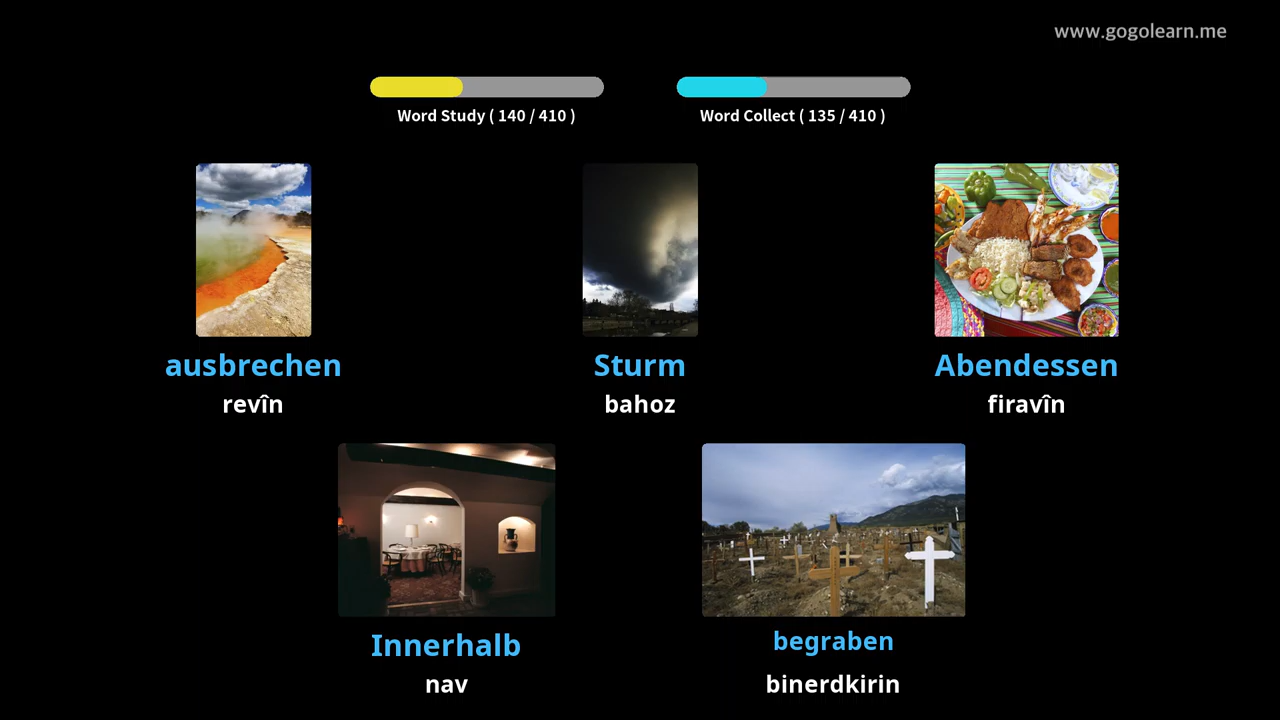 www.gogolearn.me
Word Study ( 140 / 410 )
Word Collect ( 135 / 410 )
ausbrechen
revîn
Sturm
bahoz
Abendessen
firavîn
Innerhalb
nav
begraben
binerdkirin